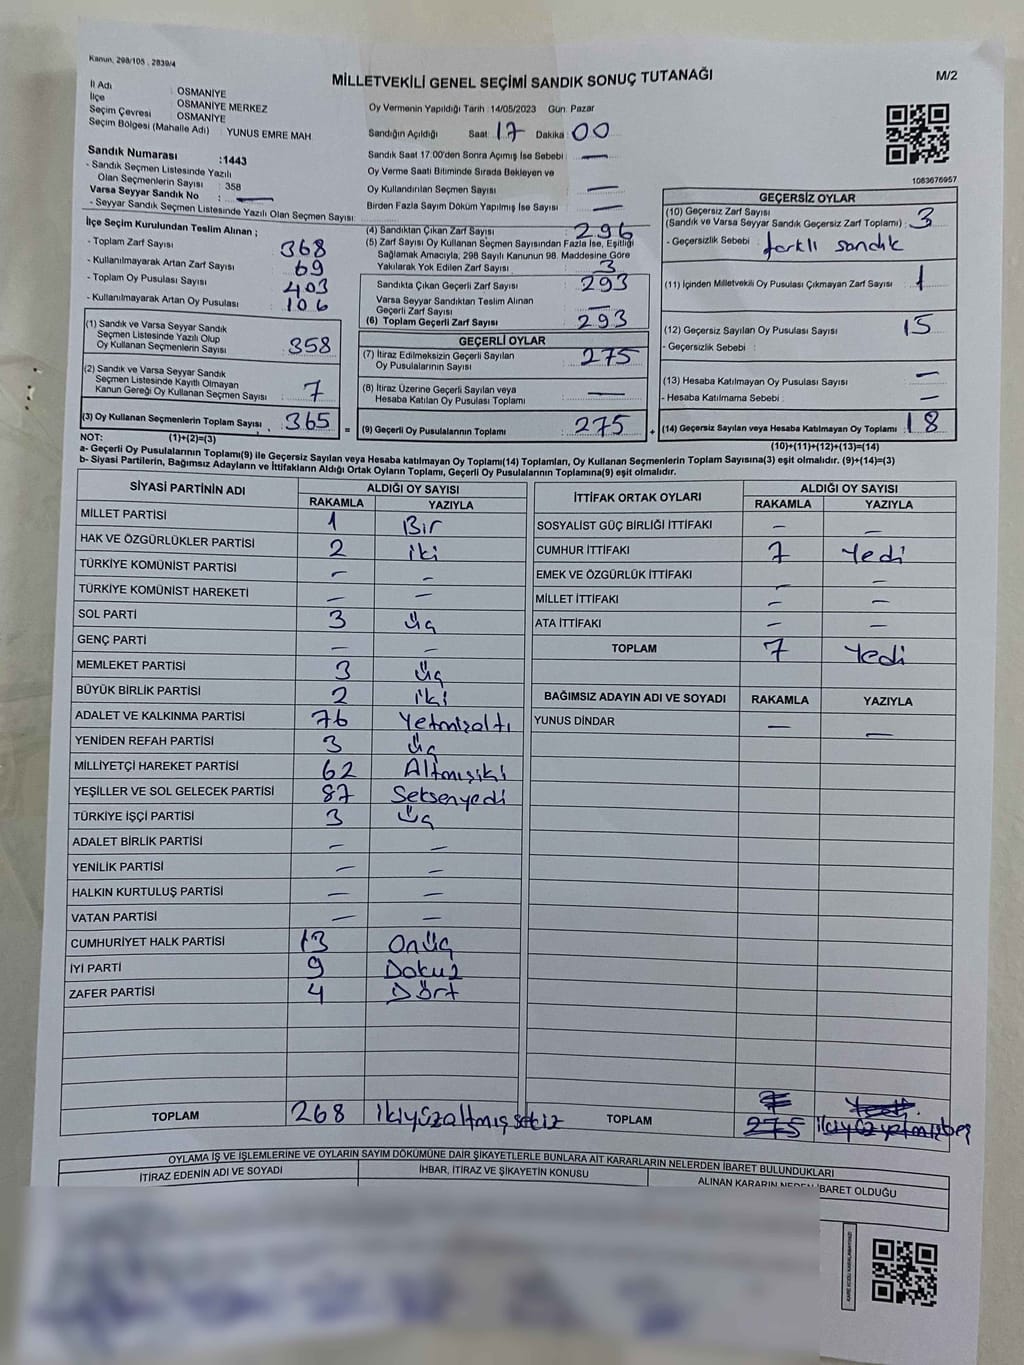 Kanun, 298/105 , 2839/4
MİLLETVEKİLİ GENEL SEÇİMİ SANDIK SONUÇ TUTANAĞI
M/2
İl Adı : OSMANİYE
İlçe : OSMANİYE MERKEZ
Seçim Çevresi : OSMANİYE
Seçim Bölgesi (Mahalle Adı) : YUNUS EMRE MAH.
Sandık Numarası :1443
- Sandık Seçmen Listesinde Yazılı
Olan Seçmenlerin Sayısı : 358
Varsa Seyyar Sandık No : —
- Seyyar Sandık Seçmen Listesinde Yazılı Olan Seçmen Sayısı:
Oy Vermenin Yapıldığı Tarih :14/05/2023 Gün: Pazar
Sandığın Açıldığı Saat :17 Dakika :00
Sandık Saat 17:00'den Sonra Açımış İse Sebebi : —
Oy Verme Saati Bitiminde Sırada Bekleyen ve
Oy Kullandırılan Seçmen Sayısı : —
Birden Fazla Sayım Döküm Yapılmış İse Sayısı : —
1083676957
İlçe Seçim Kurulundan Teslim Alınan ;
- Toplam Zarf Sayısı : 368
- Kullanılmayarak Artan Zarf Sayısı : 69
- Toplam Oy Pusulası Sayısı : 403
- Kullanılmayarak Artan Oy Pusulası : 106
(1) Sandık ve Varsa Seyyar Sandık
Seçmen Listesinde Yazılı Olup
Oy Kullanan Seçmenlerin Sayısı : 358
(2) Sandık ve Varsa Seyyar Sandık
Seçmen Listesinde Kayıtlı Olmayan
Kanun Gereği Oy Kullanan Seçmen Sayısı : 7
(3) Oy Kullanan Seçmenlerin Toplam Sayısı : 365 =
(4) Sandıktan Çıkan Zarf Sayısı : 296
(5) Zarf Sayısı Oy Kullanan Seçmen Sayısından Fazla İse, Eşitliği
Sağlamak Amacıyla, 298 Sayılı Kanunun 98. Maddesine Göre
Yakılarak Yok Edilen Zarf Sayısı : 3
Sandıkta Çıkan Geçerli Zarf Sayısı : 293
Varsa Seyyar Sandıktan Teslim Alınan
Geçerli Zarf Sayısı : —
(6) Toplam Geçerli Zarf Sayısı : 293
GEÇERLİ OYLAR
(7) İtiraz Edilmeksizin Geçerli Sayılan
Oy Pusulalarının Sayısı : 275
(8) İtiraz Üzerine Geçerli Sayılan veya
Hesaba Katılan Oy Pusulası Toplamı : —
(9) Geçerli Oy Pusulalarının Toplamı : 275 +
GEÇERSİZ OYLAR
(10) Geçersiz Zarf Sayısı
(Sandık ve Varsa Seyyar Sandık Geçersiz Zarf Toplamı) : 3
- Geçersizlik Sebebi : farklı sandık
(11) İçinden Milletvekili Oy Pusulası Çıkmayan Zarf Sayısı : 1
(12) Geçersiz Sayılan Oy Pusulası Sayısı : 15
- Geçersizlik Sebebi :
(13) Hesaba Katılmayan Oy Pusulası Sayısı : —
- Hesaba Katılmama Sebebi : —
(14) Geçersiz Sayılan veya Hesaba Katılmayan Oy Toplamı : 18
NOT: (1)+(2)=(3) (10)+(11)+(12)+(13)=(14)
a- Geçerli Oy Pusulalarının Toplamı(9) ile Geçersiz Sayılan veya Hesaba katılmayan Oy Toplamı(14) Toplamları, Oy Kullanan Seçmenlerin Toplam Sayısına(3) eşit olmalıdır. (9)+(14)=(3)
b- Siyasi Partilerin, Bağımsız Adayların ve İttifakların Aldığı Ortak Oyların Toplamı, Geçerli Oy Pusulalarının Toplamına(9) eşit olmalıdır.
SİYASİ PARTİNİN ADI ALDIĞI OY SAYISI
RAKAMLA YAZIYLA
MİLLET PARTİSİ 1 Bir
HAK VE ÖZGÜRLÜKLER PARTİSİ 2 iki
TÜRKİYE KOMÜNİST PARTİSİ — —
TÜRKİYE KOMÜNİST HAREKETİ — —
SOL PARTİ 3 Üç
GENÇ PARTİ — —
MEMLEKET PARTİSİ 3 Üç
BÜYÜK BİRLİK PARTİSİ 2 iki
ADALET VE KALKINMA PARTİSİ 76 Yetmişaltı
YENİDEN REFAH PARTİSİ 3 Üç
MİLLİYETÇİ HAREKET PARTİSİ 62 Altmışiki
YEŞİLLER VE SOL GELECEK PARTİSİ 87 Seksenyedi
TÜRKİYE İŞÇİ PARTİSİ 3 Üç
ADALET BİRLİK PARTİSİ — —
YENİLİK PARTİSİ — —
HALKIN KURTULUŞ PARTİSİ — —
VATAN PARTİSİ — —
CUMHURİYET HALK PARTİSİ 13 Onüç
İYİ PARTİ 9 Dokuz
ZAFER PARTİSİ 4 Dört
TOPLAM 268 ikiyüzaltmışsekiz
İTTİFAK ORTAK OYLARI ALDIĞI OY SAYISI
RAKAMLA YAZIYLA
SOSYALİST GÜÇ BİRLİĞİ İTTİFAKI — —
CUMHUR İTTİFAKI 7 Yedi
EMEK VE ÖZGÜRLÜK İTTİFAKI — —
MİLLET İTTİFAKI — —
ATA İTTİFAKI — —
TOPLAM 7 Yedi
BAĞIMSIZ ADAYIN ADI VE SOYADI RAKAMLA YAZIYLA
YUNUS DİNDAR — —
7 Yedi
TOPLAM 275 ikiyüzyetmişbeş
OYLAMA İŞ VE İŞLEMLERİNE VE OYLARIN SAYIM DÖKÜMÜNE DAİR ŞİKAYETLERLE BUNLARA AİT KARARLARIN NELERDEN İBARET BULUNDUKLARI
İTİRAZ EDENİN ADI VE SOYADI İHBAR, İTİRAZ VE ŞİKAYETİN KONUSU ALINAN KARARIN NEDEN İBARET OLDUĞU